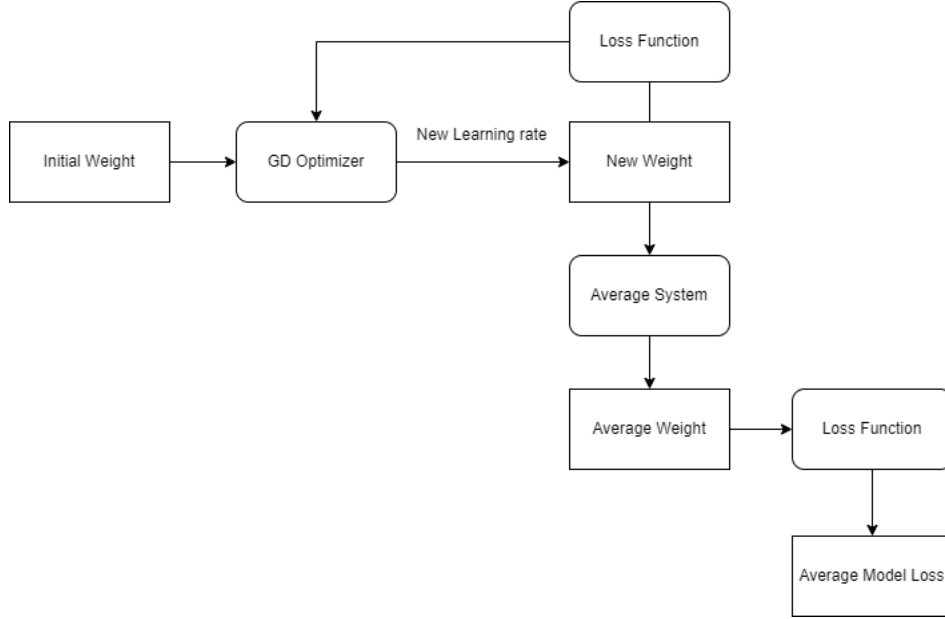 Loss Function
Initial Weight
GD Optimizer
New Learning rate
New Weight
Average System
Average Weight
Loss Function
Average Model Loss